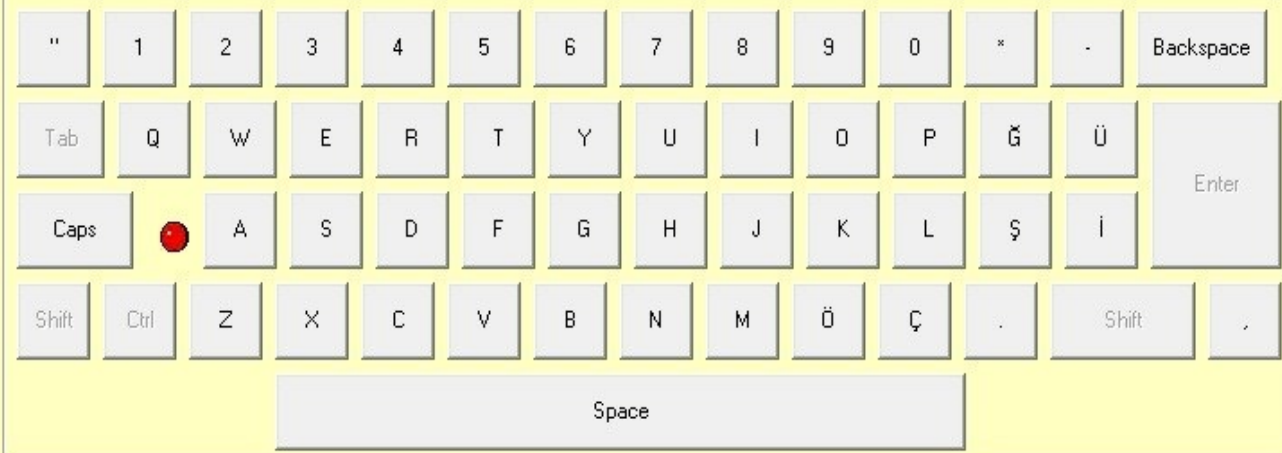 " 1 2 3 4 5 6 7 8 9 0 * - Backspace
Tab Q W E R T Y U I O P Ğ Ü Enter
Caps A S D F G H J K L Ş İ
Shift Ctrl Z X C V B N M Ö Ç . Shift ,
Space